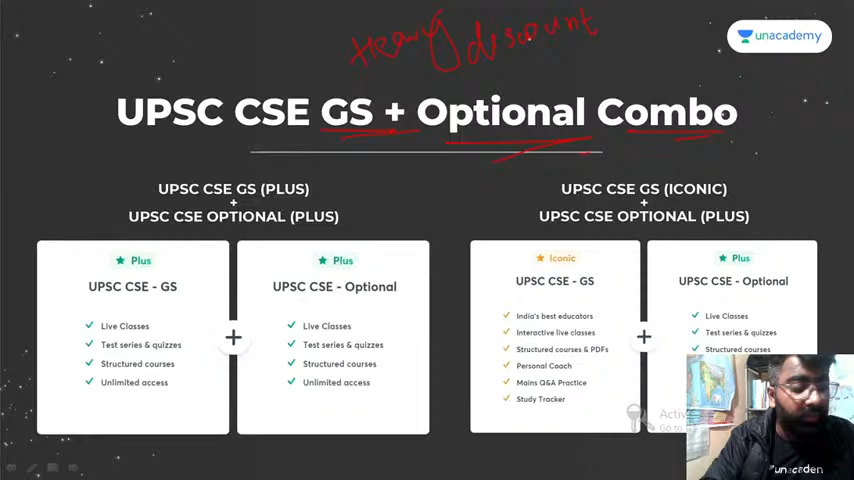 Heavy discount
unacademy
UPSC CSE GS + Optional Combo
UPSC CSE GS (PLUS)
+
UPSC CSE OPTIONAL (PLUS)
UPSC CSE GS (ICONIC)
+
UPSC CSE OPTIONAL (PLUS)
Plus
UPSC CSE - GS
Live Classes
Test series & quizzes
Structured courses
Unlimited access
+
Plus
UPSC CSE - Optional
Live Classes
Test series & quizzes
Structured courses
Unlimited access
Iconic
UPSC CSE - GS
India's best educators
Interactive live classes
Structured courses & PDFs
Personal Coach
Mains Q&A Practice
Study Tracker
+
Plus
UPSC CSE - Optional
Live Classes
Test series & quizzes
Structured courses
Go to